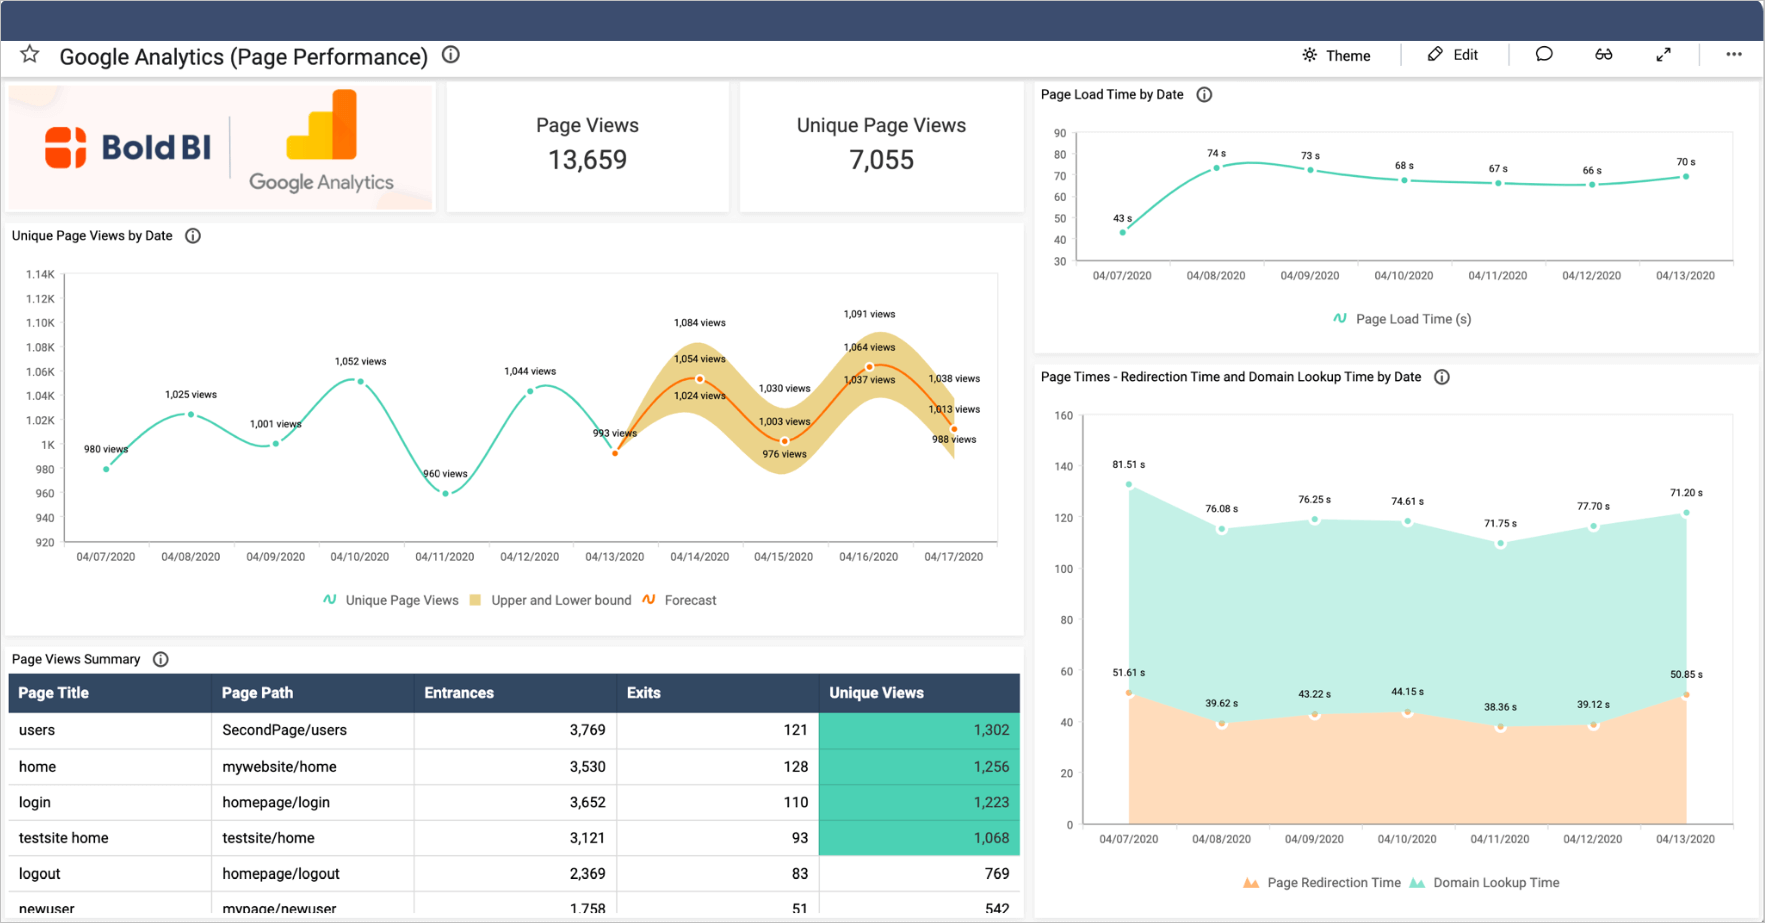 Google Analytics (Page Performance)
Theme
Edit
Bold BI
Google Analytics
Page Views
13,659
Unique Page Views
7,055
Page Load Time by Date
90
80
70
60
50
40
30
43 s
74 s
73 s
68 s
67 s
66 s
70 s
04/07/2020 04/08/2020 04/09/2020 04/10/2020 04/11/2020 04/12/2020 04/13/2020
Page Load Time (s)
Unique Page Views by Date
1.14K
1.12K
1.10K
1.08K
1.06K
1.04K
1.02K
1K
980
960
940
920
980 views
1,025 views
1,001 views
1,052 views
960 views
1,044 views
993 views
1,084 views
1,054 views
1,024 views
1,030 views
1,003 views
976 views
1,091 views
1,064 views
1,037 views
1,038 views
1,013 views
988 views
04/07/2020 04/08/2020 04/09/2020 04/10/2020 04/11/2020 04/12/2020 04/13/2020 04/14/2020 04/15/2020 04/16/2020 04/17/2020
Unique Page Views Upper and Lower bound Forecast
Page Times - Redirection Time and Domain Lookup Time by Date
160
140
120
100
80
60
40
20
0
81.51 s
76.08 s
76.25 s
74.61 s
71.75 s
77.70 s
71.20 s
51.61 s
39.62 s
43.22 s
44.15 s
38.36 s
39.12 s
50.85 s
04/07/2020 04/08/2020 04/09/2020 04/10/2020 04/11/2020 04/12/2020 04/13/2020
Page Redirection Time Domain Lookup Time
Page Views Summary
Page Title Page Path Entrances Exits Unique Views
users SecondPage/users 3,769 121 1,302
home mywebsite/home 3,530 128 1,256
login homepage/login 3,652 110 1,223
testsite home testsite/home 3,121 93 1,068
logout homepage/logout 2,369 83 769
newuser mypage/newuser 1,758 51 542